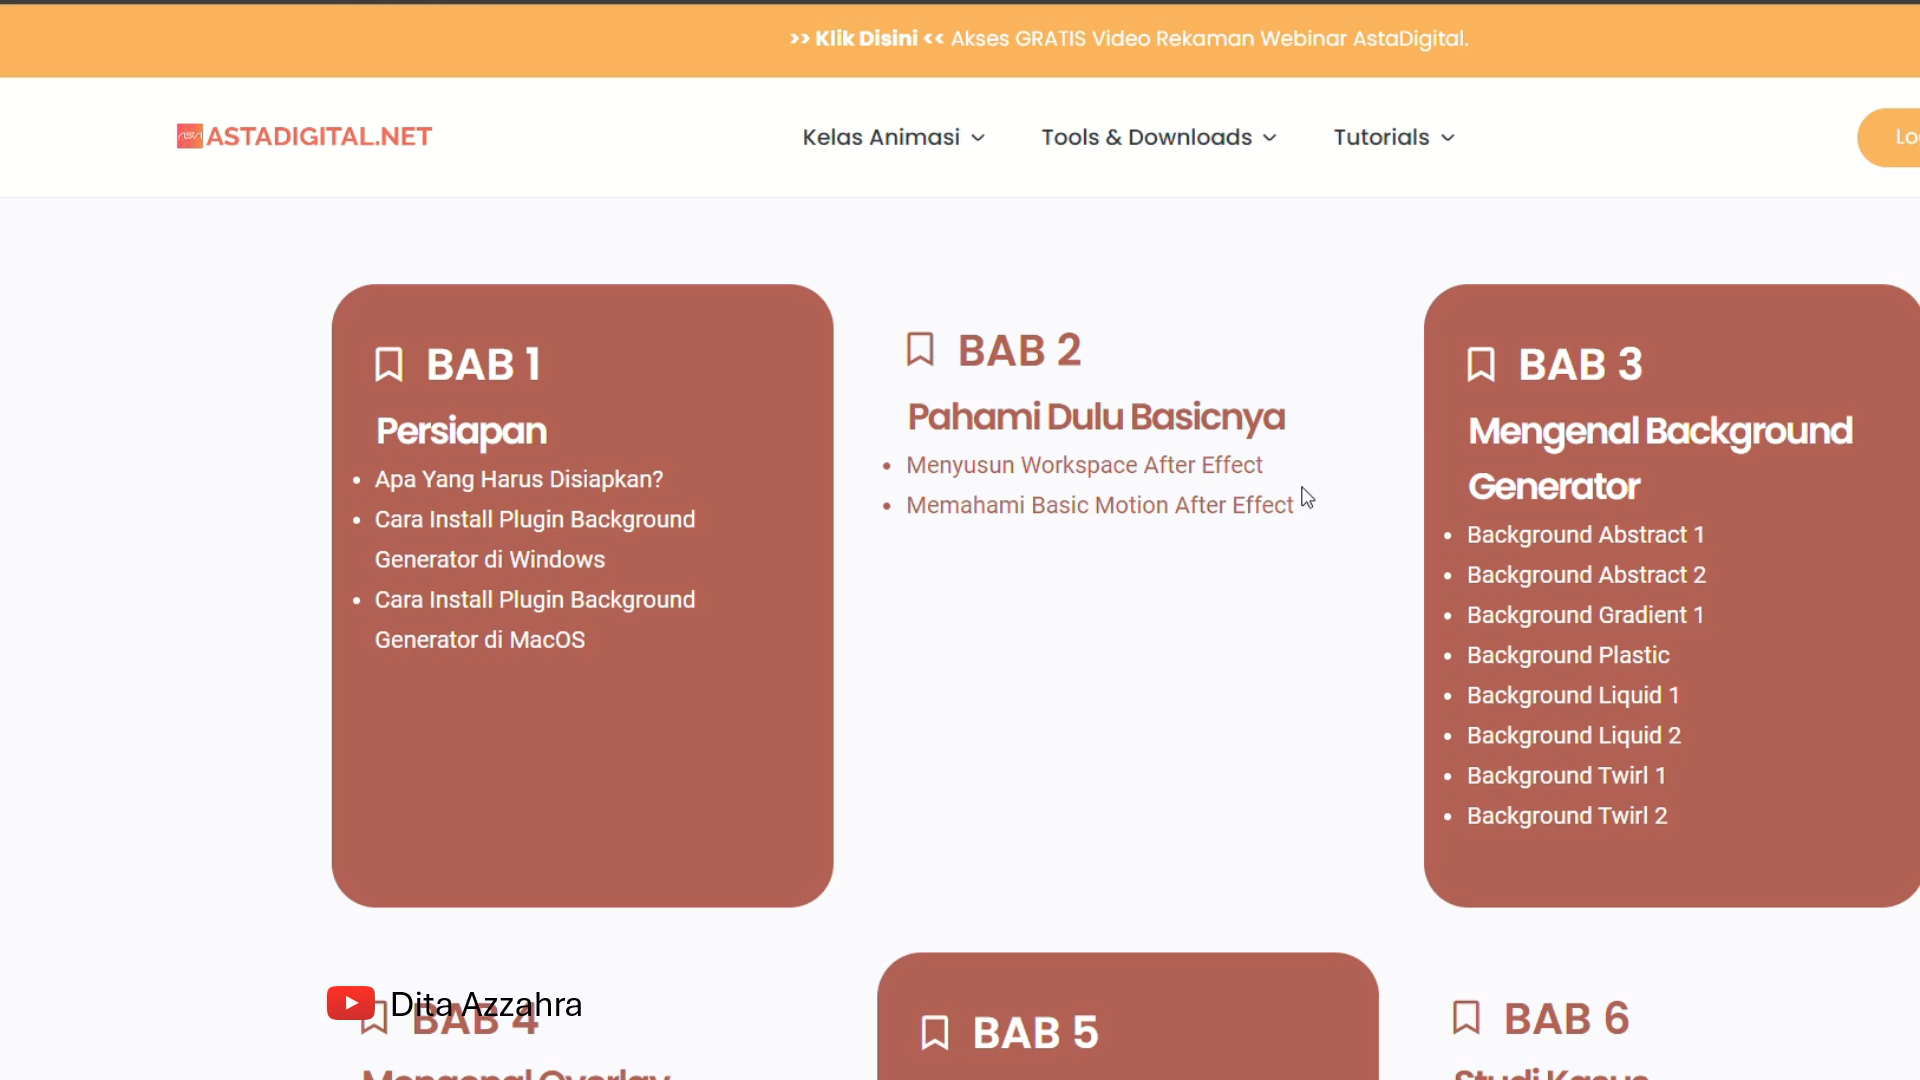 >> Klik Disini << Akses GRATIS Video Rekaman Webinar AstaDigital.
ASTADIGITAL.NET
Kelas Animasi
Tools & Downloads
Tutorials
BAB 1
Persiapan
• Apa Yang Harus Disiapkan?
• Cara Install Plugin Background
Generator di Windows
• Cara Install Plugin Background
Generator di MacOS
BAB 2
Pahami Dulu Basicnya
• Menyusun Workspace After Effect
• Memahami Basic Motion After Effect
BAB 3
Mengenal Background
Generator
• Background Abstract 1
• Background Abstract 2
• Background Gradient 1
• Background Plastic
• Background Liquid 1
• Background Liquid 2
• Background Twirl 1
• Background Twirl 2
Dita Azzahra
BAB 4
Mengenal Overlay
BAB 5
BAB 6
Studi Kasus